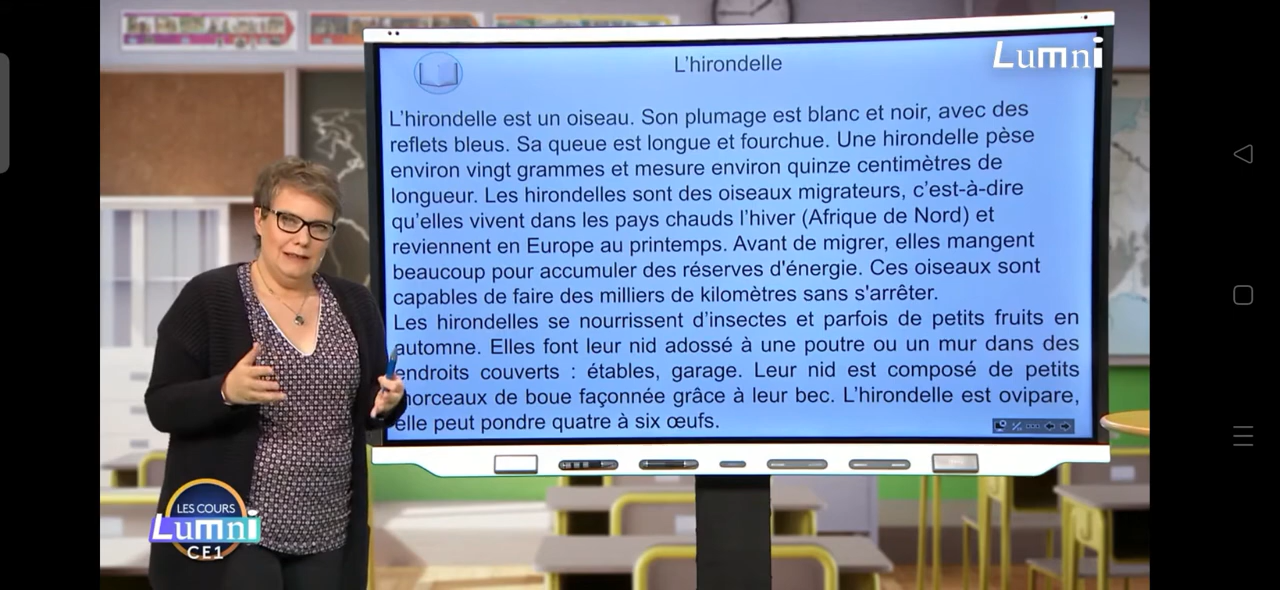 Lumni
L'hirondelle
L'hirondelle est un oiseau. Son plumage est blanc et noir, avec des
reflets bleus. Sa queue est longue et fourchue. Une hirondelle pèse
environ vingt grammes et mesure environ quinze centimètres de
longueur. Les hirondelles sont des oiseaux migrateurs, c'est-à-dire
qu'elles vivent dans les pays chauds l'hiver (Afrique de Nord) et
reviennent en Europe au printemps. Avant de migrer, elles mangent
beaucoup pour accumuler des réserves d'énergie. Ces oiseaux sont
capables de faire des milliers de kilomètres sans s'arrêter.
Les hirondelles se nourrissent d'insectes et parfois de petits fruits en
automne. Elles font leur nid adossé à une poutre ou un mur dans des
endroits couverts : étables, garage. Leur nid est composé de petits
morceaux de boue façonnée grâce à leur bec. L'hirondelle est ovipare,
elle peut pondre quatre à six œufs.
LES COURS
Lumni
CE1